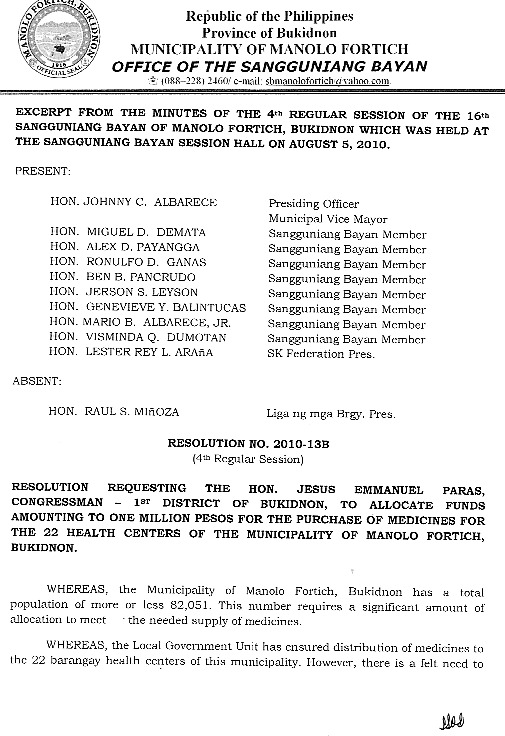 MANOLO FORTICH, BUKIDNON
1916
OFFICIAL SEAL
Republic of the Philippines
Province of Bukidnon
MUNICIPALITY OF MANOLO FORTICH
OFFICE OF THE SANGGUNIANG BAYAN
(088-228) 2460/ e-mail: sbmanolofortich@yahoo.com.
EXCERPT FROM THE MINUTES OF THE 4th REGULAR SESSION OF THE 16th
SANGGUNIANG BAYAN OF MANOLO FORTICH, BUKIDNON WHICH WAS HELD AT
THE SANGGUNIANG BAYAN SESSION HALL ON AUGUST 5, 2010.
PRESENT:
HON. JOHNNY C. ALBARECE Presiding Officer
Municipal Vice Mayor
HON. MIGUEL D. DEMATA Sangguniang Bayan Member
HON. ALEX D. PAYANGGA Sangguniang Bayan Member
HON. RONULFO D. GANAS Sangguniang Bayan Member
HON. BEN B. PANCRUDO Sangguniang Bayan Member
HON. JERSON S. LEYSON Sangguniang Bayan Member
HON. GENEVIEVE Y. BALINTUCAS Sangguniang Bayan Member
HON. MARIO B. ALBARECE, JR. Sangguniang Bayan Member
HON. VISMINDA Q. DUMOTAN Sangguniang Bayan Member
HON. LESTER REY L. ARAñA SK Federation Pres.
ABSENT:
HON. RAUL S. MIñOZA Liga ng mga Brgy. Pres.
RESOLUTION NO. 2010-13B
(4th Regular Session)
RESOLUTION REQUESTING THE HON. JESUS EMMANUEL PARAS,
CONGRESSMAN – 1ST DISTRICT OF BUKIDNON, TO ALLOCATE FUNDS
AMOUNTING TO ONE MILLION PESOS FOR THE PURCHASE OF MEDICINES FOR
THE 22 HEALTH CENTERS OF THE MUNICIPALITY OF MANOLO FORTICH,
BUKIDNON.
WHEREAS, the Municipality of Manolo Fortich, Bukidnon has a total
population of more or less 82,051. This number requires a significant amount of
allocation to meet the needed supply of medicines.
WHEREAS, the Local Government Unit has ensured distribution of medicines to
the 22 barangay health centers of this municipality. However, there is a felt need to